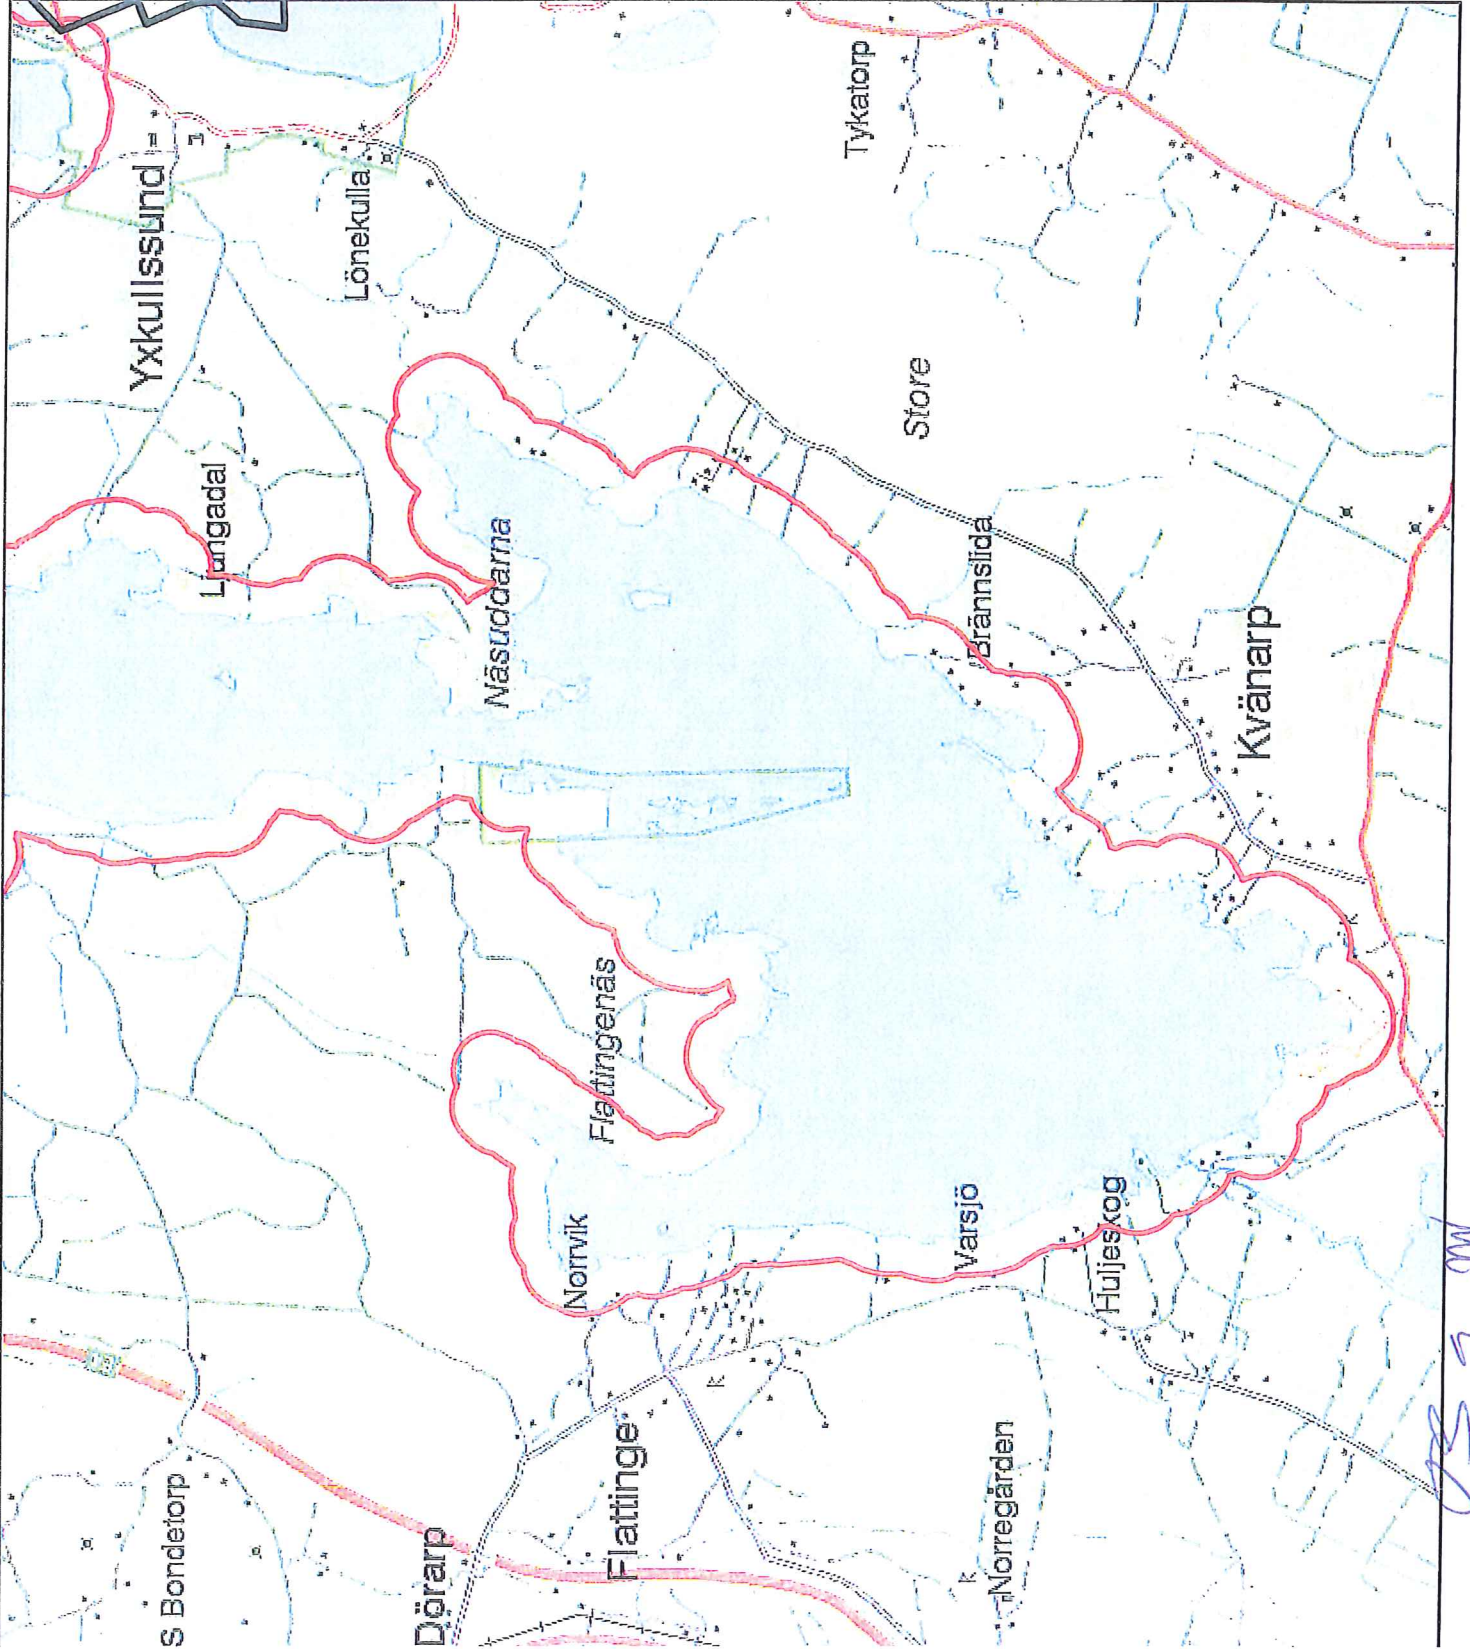 Yxkullssund
Lönekulla
Tykatorp
Ljungadal
Näsuddarna
Store
Brännslida
Kvänarp
Flattingenäs
Norrvik
Varsjö
Huljeskog
S Bondetorp
Dörarp
Flattinge
Norregården